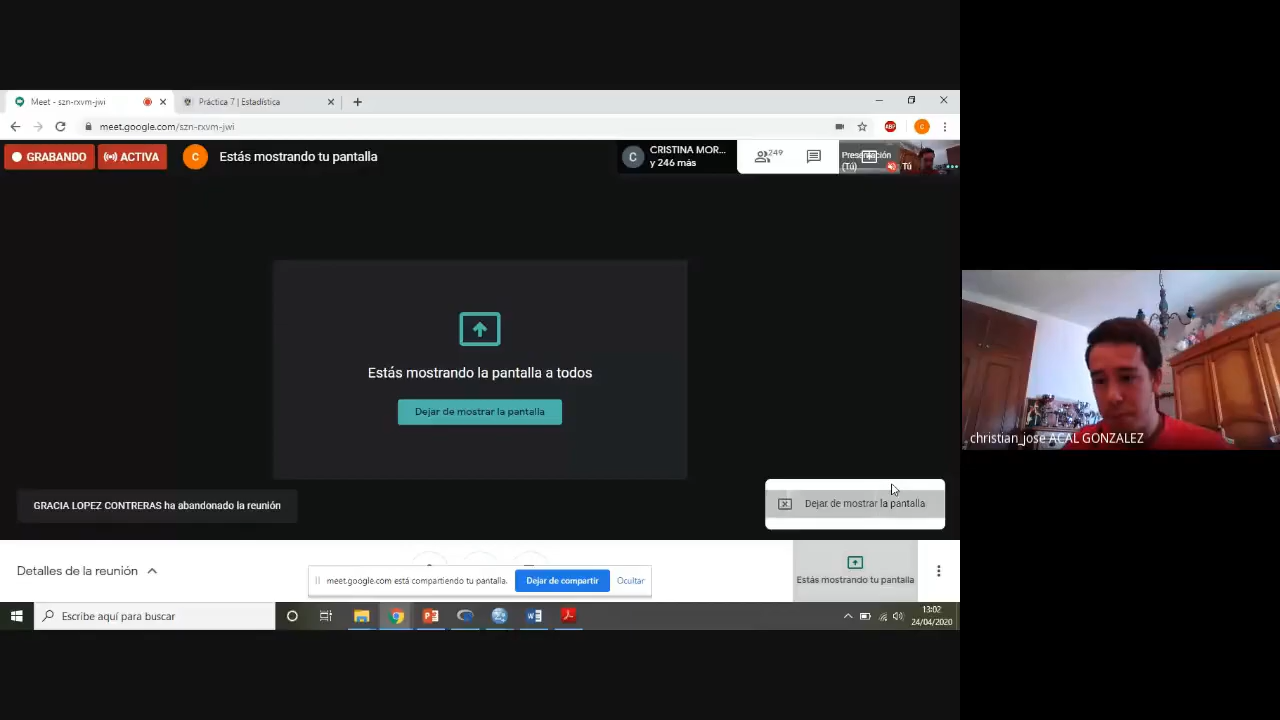 Meet - szn-rxvm-jwi
Práctica 7 | Estadística
meet.google.com/szn-rxvm-jwi
ABP
C
GRABANDO
ACTIVA
C
Estás mostrando tu pantalla
C
CRISTINA MOR...
y 246 más
249
Presentación
(Tú)
Tú
Estás mostrando la pantalla a todos
Dejar de mostrar la pantalla
christian_jose ACAL GONZALEZ
GRACIA LOPEZ CONTRERAS ha abandonado la reunión
Dejar de mostrar la pantalla
Detalles de la reunión
meet.google.com está compartiendo tu pantalla.
Dejar de compartir
Ocultar
Estás mostrando tu pantalla
Escribe aquí para buscar
13:02
24/04/2020